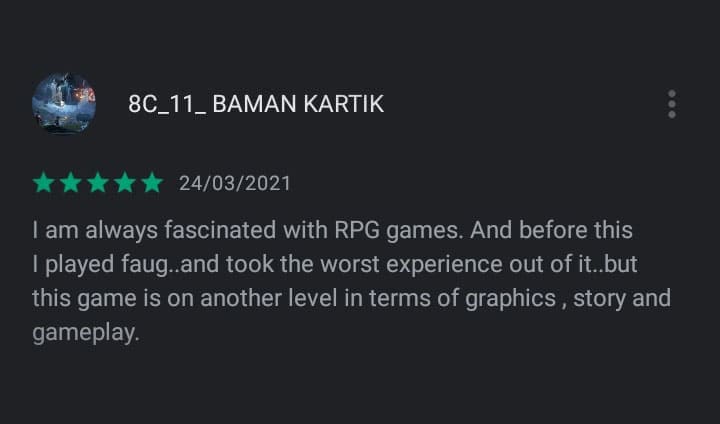 8C_11_ BAMAN KARTIK
24/03/2021
I am always fascinated with RPG games. And before this
I played faug..and took the worst experience out of it..but
this game is on another level in terms of graphics , story and
gameplay.